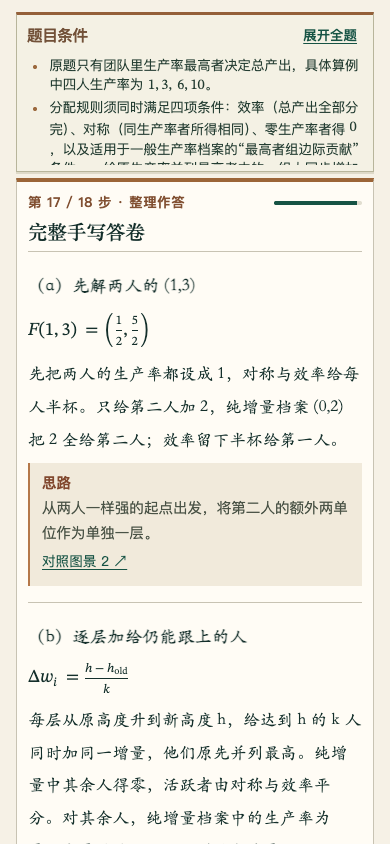 题目条件
展开全题
• 原题只有团队里生产率最高者决定总产出，具体算例
中四人生产率为 1, 3, 6, 10。
• 分配规则须同时满足四项条件：效率（总产出全部分
完）、对称（同生产率者所得相同）、零生产率者得 0
，以及适用于一般生产率档案的“最高者组边际贡献”
第 17 / 18 步 · 整理作答
完整手写答卷
（a）先解两人的 (1,3)
F(1, 3) = (1/2, 5/2)
先把两人的生产率都设成 1，对称与效率给每
人半杯。只给第二人加 2，纯增量档案 (0,2)
把 2 全给第二人；效率留下半杯给第一人。
思路
从两人一样强的起点出发，将第二人的额外两单
位作为单独一层。
对照图景 2 ↗
（b）逐层加给仍能跟上的人
Δw_i = (h − h_old)/k
每层从原高度升到新高度 h，给达到 h 的 k 人
同时加同一增量，他们原先并列最高。纯增
量中其余人得零，活跃者由对称与效率平
分。对其余人，纯增量档案中的生产率为